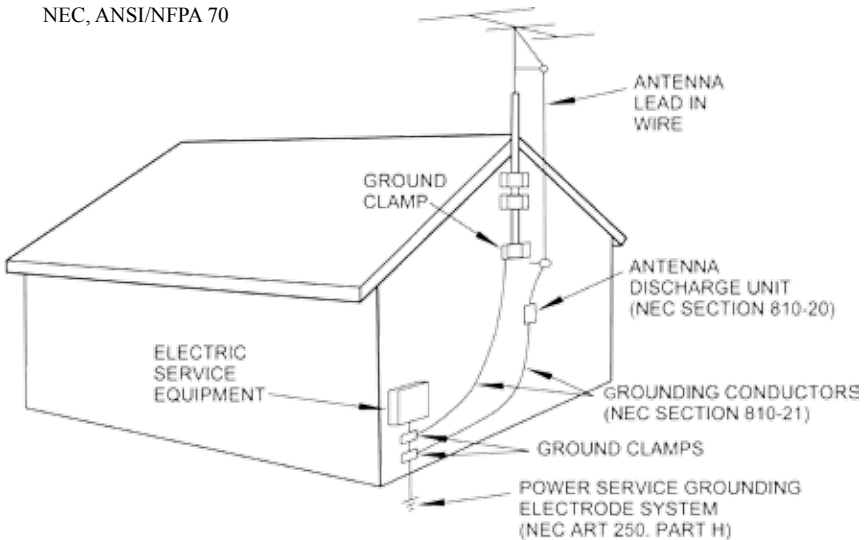 NEC, ANSI/NFPA 70
ANTENNA
LEAD IN
WIRE
GROUND
CLAMP
ANTENNA
DISCHARGE UNIT
(NEC SECTION 810-20)
ELECTRIC
SERVICE
EQUIPMENT
GROUNDING CONDUCTORS
(NEC SECTION 810-21)
GROUND CLAMPS
POWER SERVICE GROUNDING
ELECTRODE SYSTEM
(NEC ART 250. PART H)